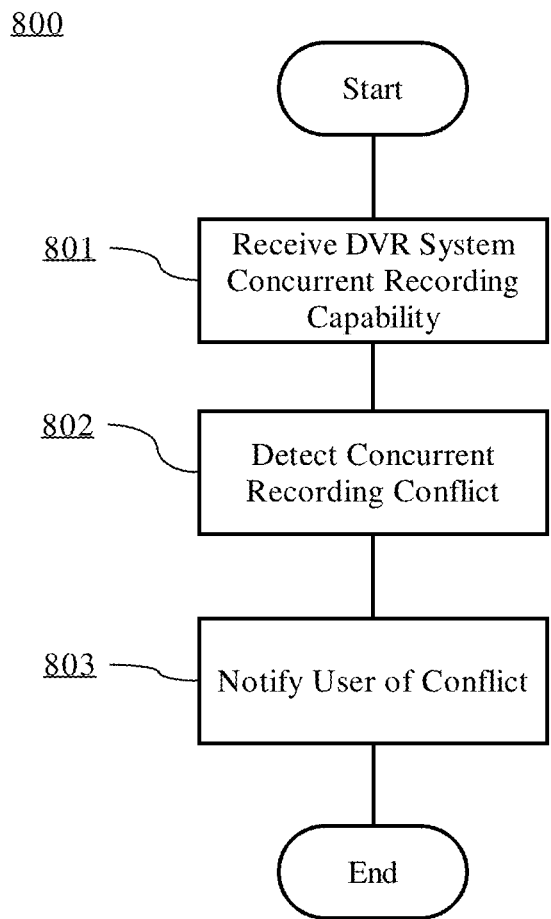 800
Start
801
Receive DVR System
Concurrent Recording
Capability
802
Detect Concurrent
Recording Conflict
803
Notify User of Conflict
End